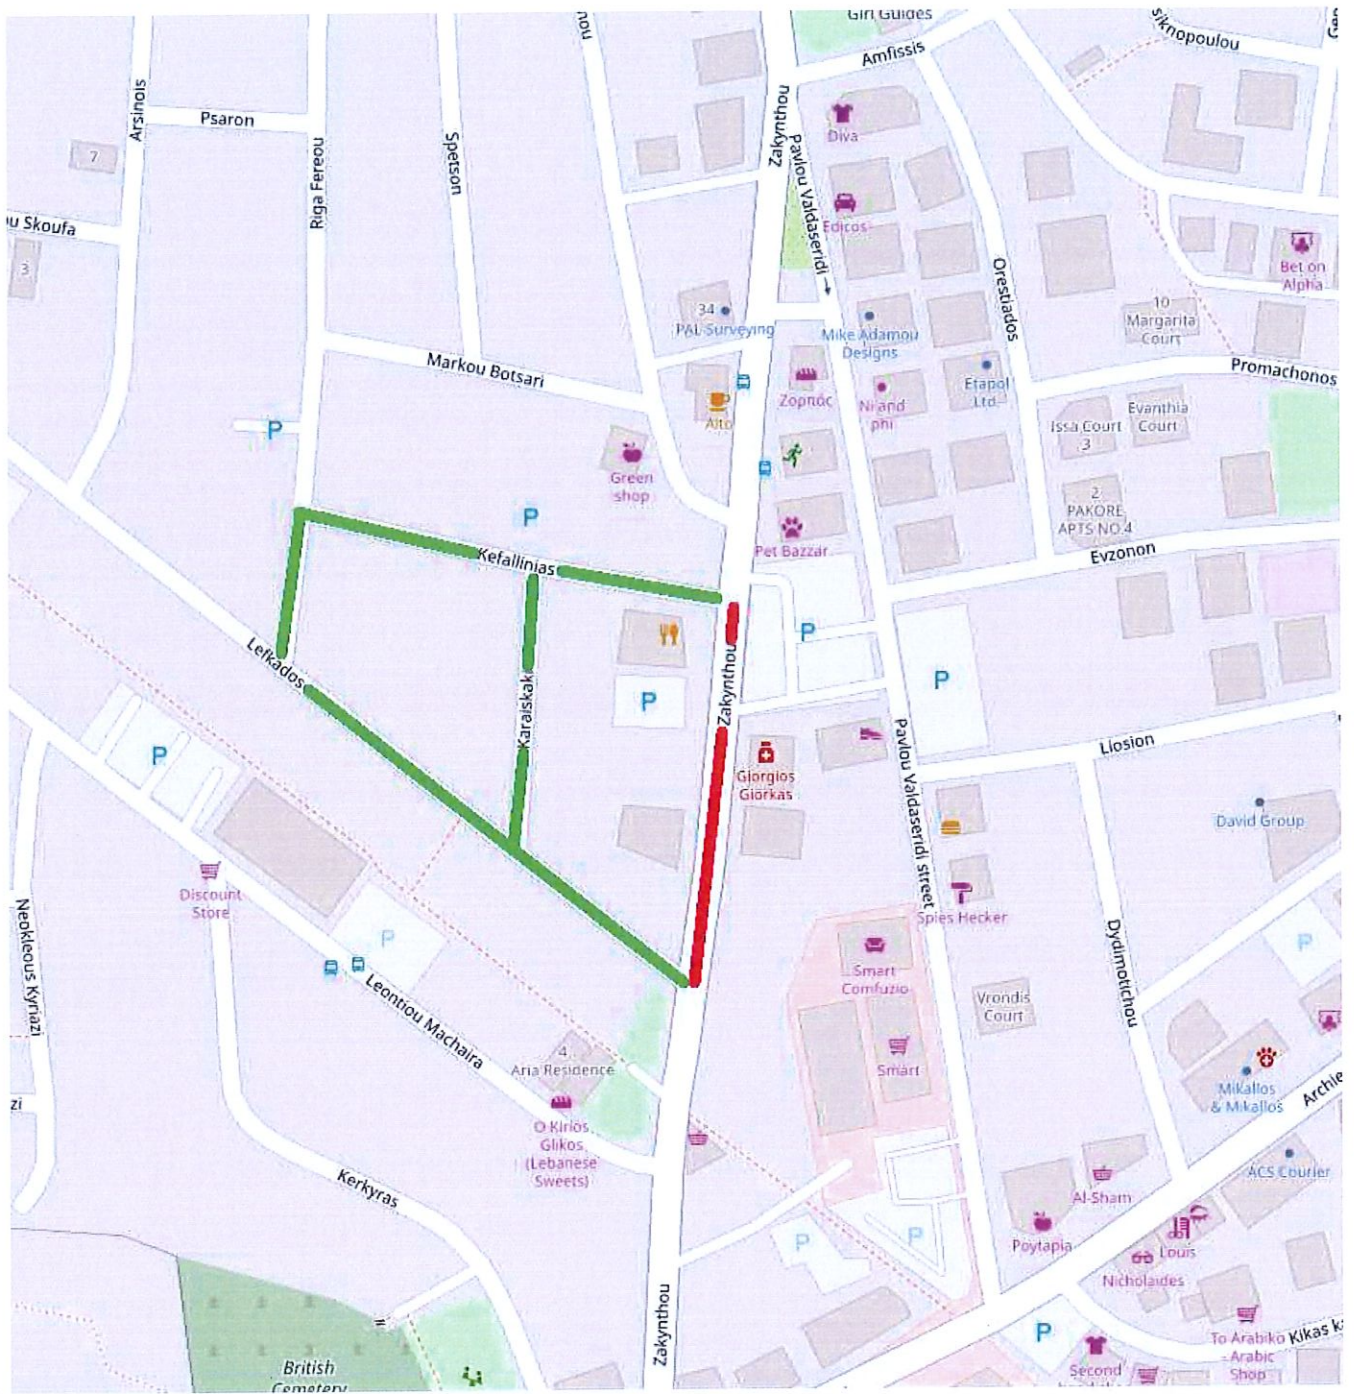 Girl Guides
Amfissis
Arsinois
Psaron
7
Riga Fereou
Spetson
Zakynthou
Pavlou Valdaseridi
Diva
Edicos
Skoufa
3
Orestiados
Bet on
Alpha
34
PAL Surveying
Mike Adamou
Designs
10
Margarita
Court
Markou Botsari
Promachonos
Ζορπάς
Ni and
phi
Etapol
Ltd
Alto
Issa Court
3
Evanthia
Court
P
Green
shop
P
2
PAKORE
APTS NO.4
Pet Bazzar
Kefallinias
Evzonon
P
Lefkados
Karaiskaki
Zakynthou
P
P
P
Pavlou Valdaseridi street
Liosion
Giorgios
Giorkas
David Group
Discount
Store
Spies Hecker
Neokleous Kyriazi
P
Dydimotichou
P
Smart
Comfuzio
Leontiou Machaira
Vrondis
Court
4
Aria Residence
Smart
Mikallos
& Mikallos
zi
O Kirios
Glikos
(Lebanese
Sweets)
ACS Courier
Kerkyras
Al-Sham
P
P
Poytapia
Louis
Nicholaides
Zakynthou
P
To Arabiko
Arabic
Shop
Kikas
British
Cemetery
Second